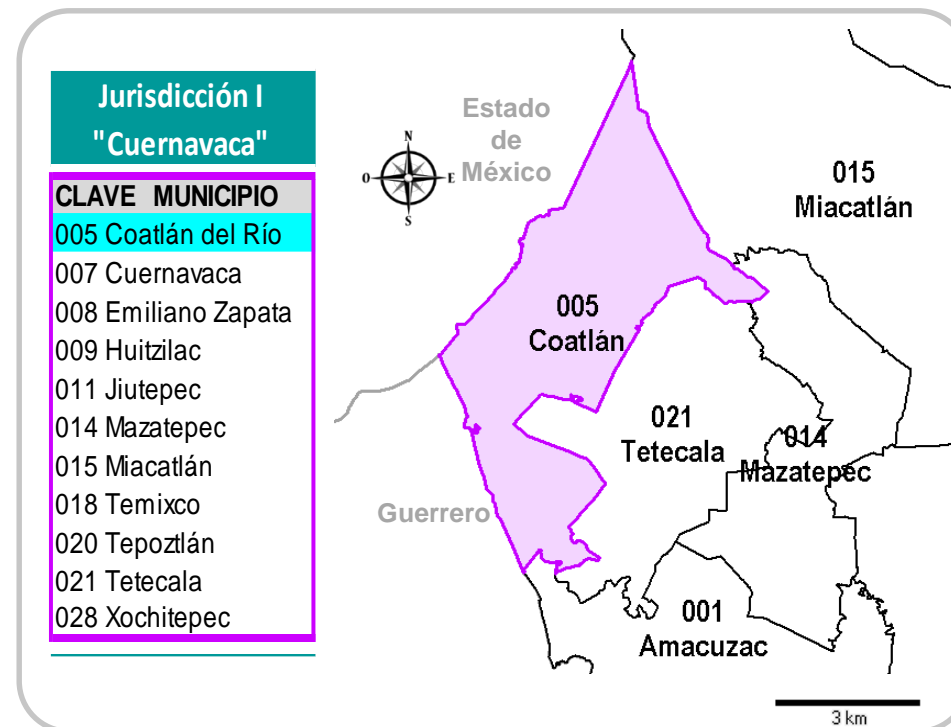 Jurisdicción I
"Cuernavaca"
CLAVE MUNICIPIO
005 Coatlán del Río
007 Cuernavaca
008 Emiliano Zapata
009 Huitzilac
011 Jiutepec
014 Mazatepec
015 Miacatlán
018 Temixco
020 Tepoztlán
021 Tetecala
028 Xochitepec
Estado
de
México
N
O
E
S
015
Miacatlán
005
Coatlán
021
Tetecala
014
Mazatepec
Guerrero
001
Amacuzac
3 km